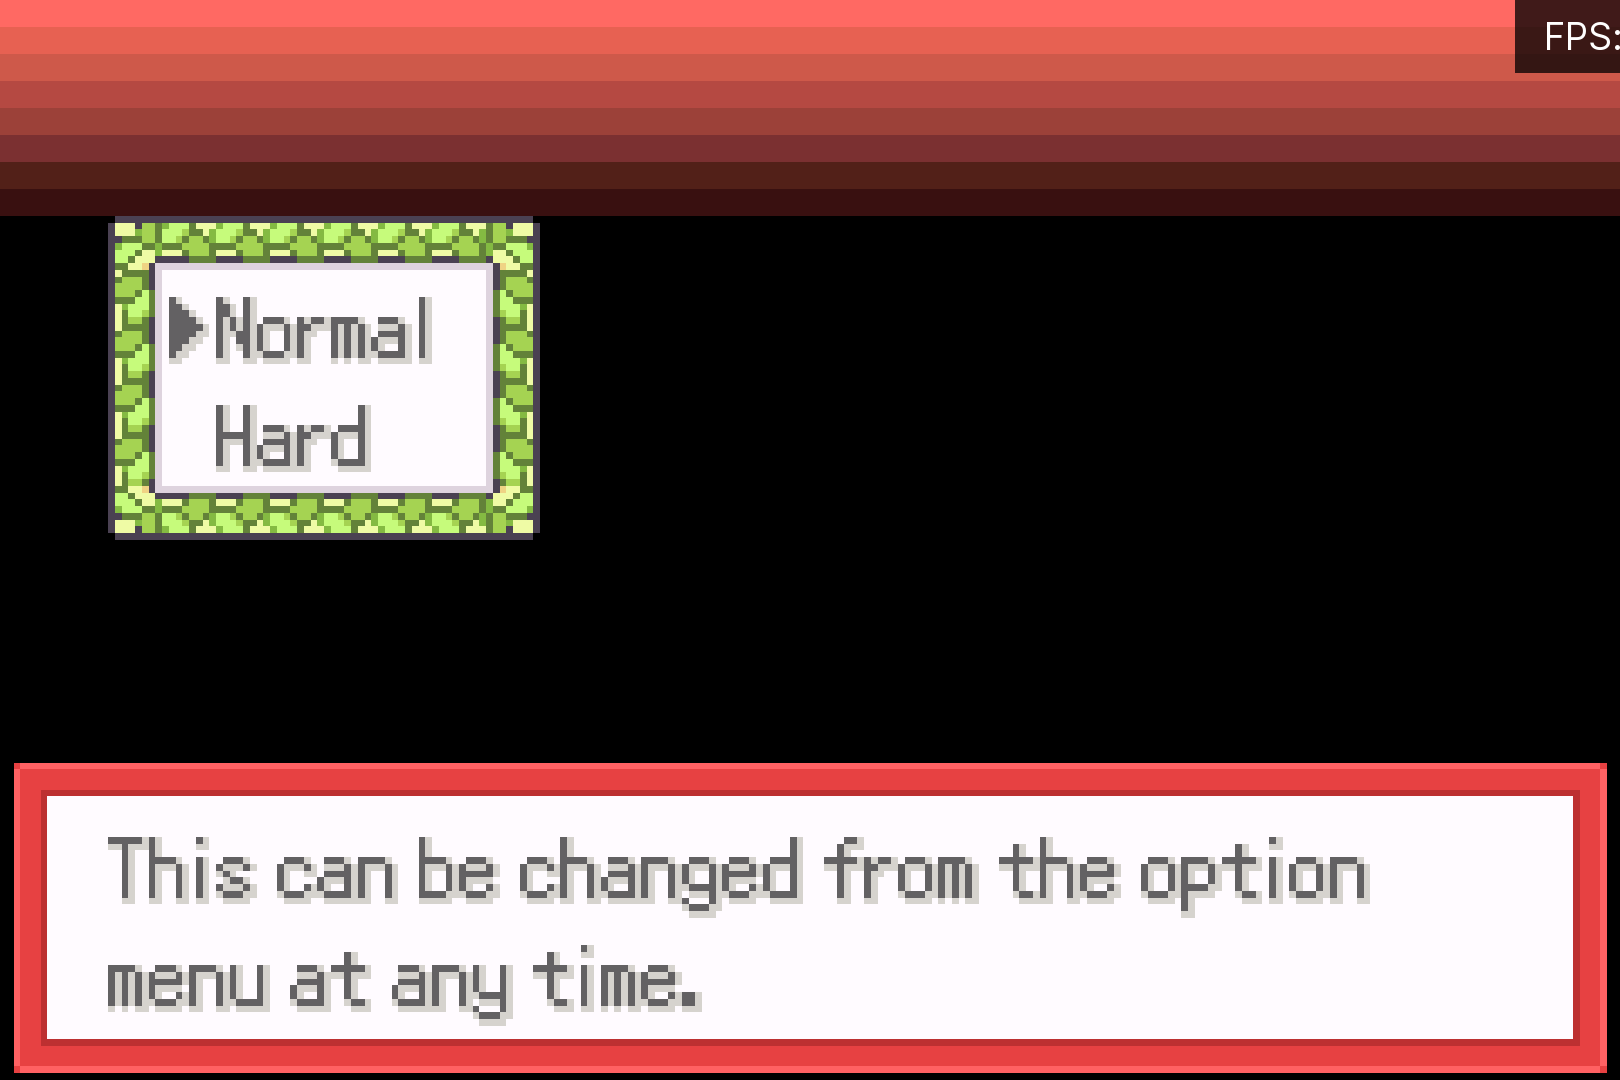 FPS:
Normal
Hard
This can be changed from the option
menu at any time.